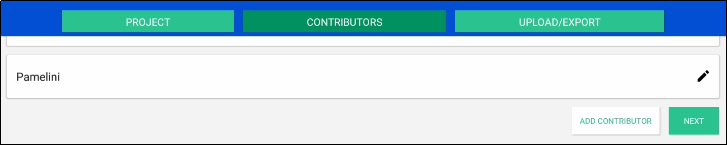 PROJECT CONTRIBUTORS UPLOAD/EXPORT
Pamelini
ADD CONTRIBUTOR NEXT